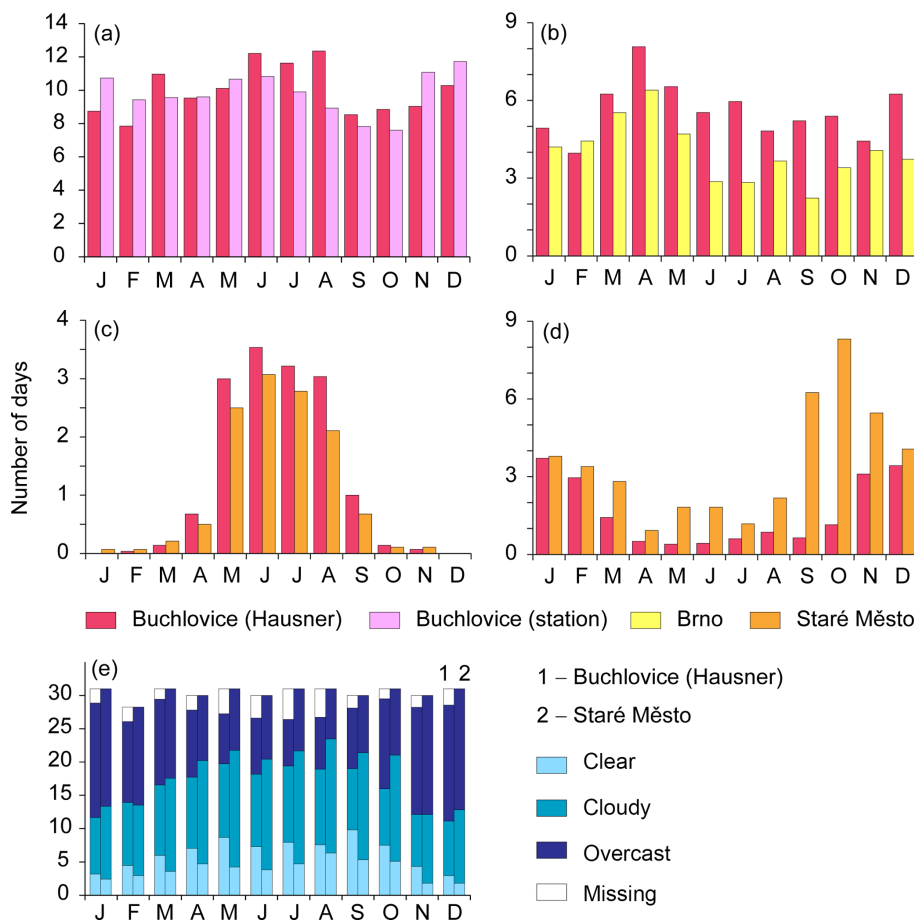 (a)
14
12
10
8
6
4
2
0
J F M A M J J A S O N D
(b)
9
6
3
0
J F M A M J J A S O N D
Number of days
(c)
4
3
2
1
0
J F M A M J J A S O N D
(d)
9
6
3
0
J F M A M J J A S O N D
Buchlovice (Hausner) Buchlovice (station) Brno Staré Město
(e)
1 2
30
25
20
15
10
5
0
J F M A M J J A S O N D
1 – Buchlovice (Hausner)
2 – Staré Město
Clear
Cloudy
Overcast
Missing